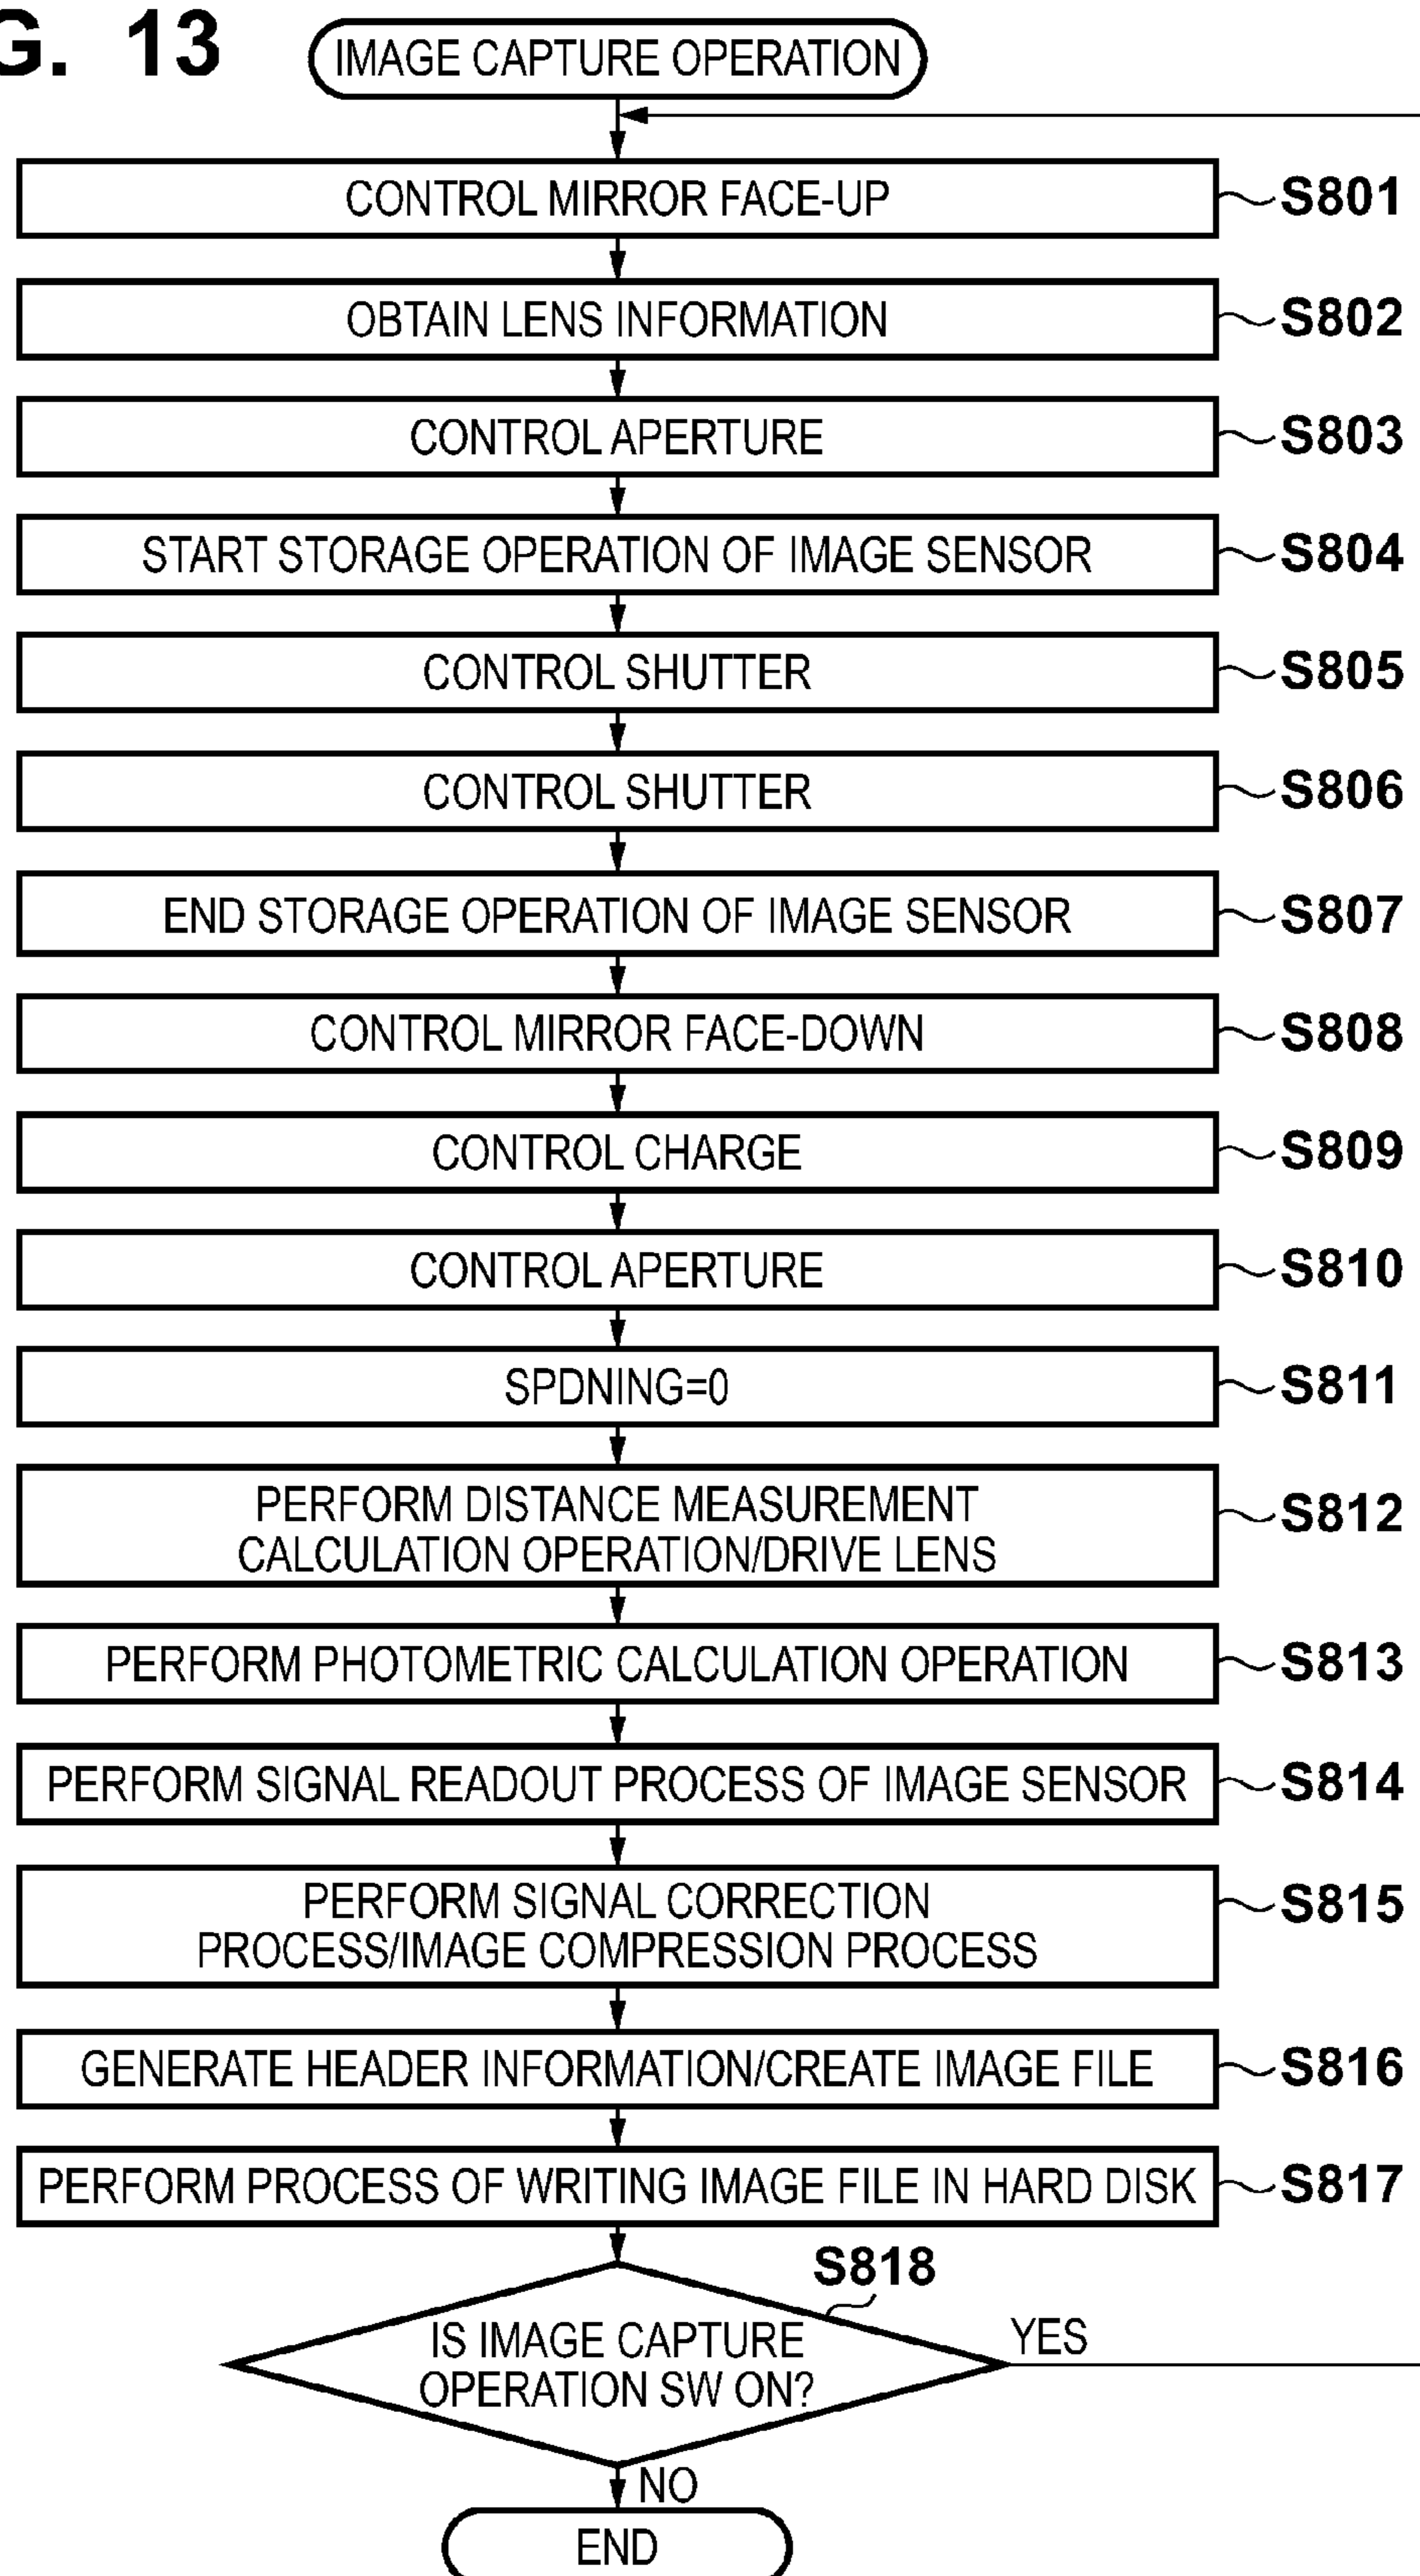 G. 13
IMAGE CAPTURE OPERATION
CONTROL MIRROR FACE-UP
S801
OBTAIN LENS INFORMATION
S802
CONTROL APERTURE
S803
START STORAGE OPERATION OF IMAGE SENSOR
S804
CONTROL SHUTTER
S805
CONTROL SHUTTER
S806
END STORAGE OPERATION OF IMAGE SENSOR
S807
CONTROL MIRROR FACE-DOWN
S808
CONTROL CHARGE
S809
CONTROL APERTURE
S810
SPDNING=0
S811
PERFORM DISTANCE MEASUREMENT
CALCULATION OPERATION/DRIVE LENS
S812
PERFORM PHOTOMETRIC CALCULATION OPERATION
S813
PERFORM SIGNAL READOUT PROCESS OF IMAGE SENSOR
S814
PERFORM SIGNAL CORRECTION
PROCESS/IMAGE COMPRESSION PROCESS
S815
GENERATE HEADER INFORMATION/CREATE IMAGE FILE
S816
PERFORM PROCESS OF WRITING IMAGE FILE IN HARD DISK
S817
S818
IS IMAGE CAPTURE
OPERATION SW ON?
YES
NO
END